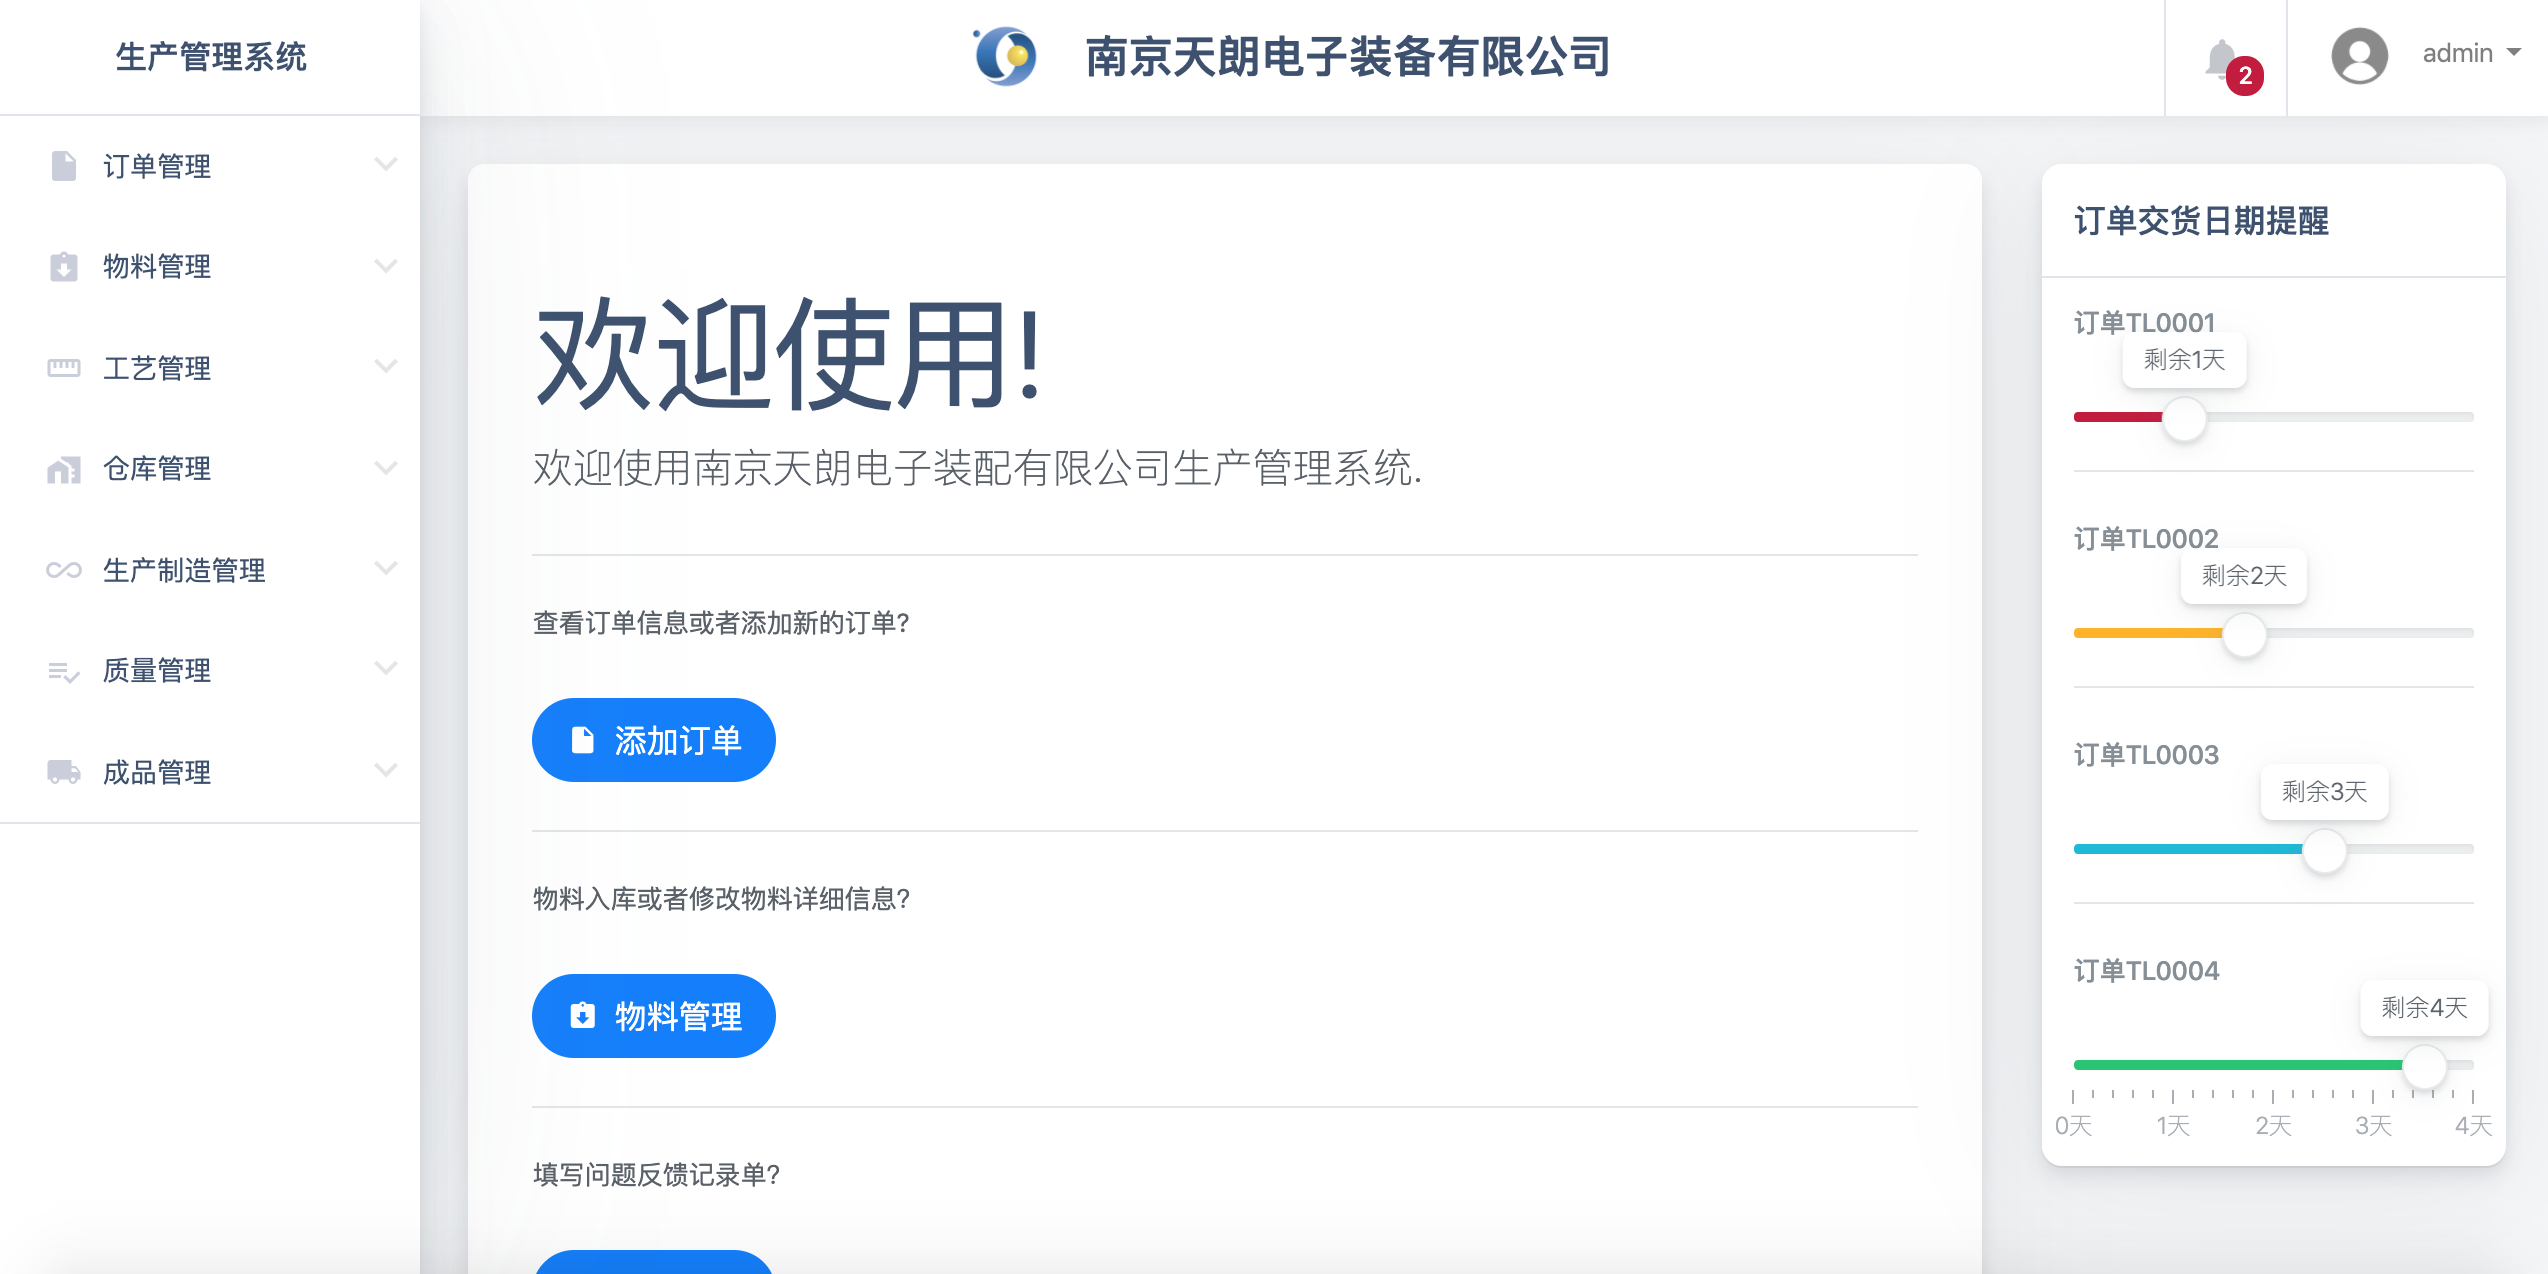 生产管理系统
南京天朗电子装备有限公司
2
admin
订单管理
物料管理
工艺管理
仓库管理
生产制造管理
质量管理
成品管理
欢迎使用!
欢迎使用南京天朗电子装配有限公司生产管理系统.
查看订单信息或者添加新的订单?
添加订单
物料入库或者修改物料详细信息?
物料管理
填写问题反馈记录单?
订单交货日期提醒
订单TL0001
剩余1天
订单TL0002
剩余2天
订单TL0003
剩余3天
订单TL0004
剩余4天
0天 1天 2天 3天 4天